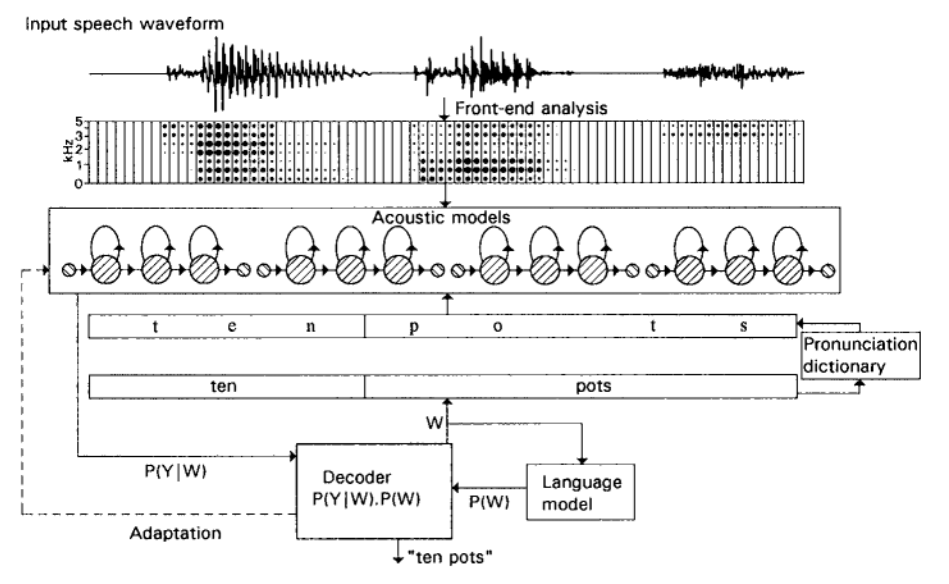 Input speech waveform
Front-end analysis
5
3
2
1
0
kHz
Acoustic models
t e n p o t s
Pronunciation
dictionary
ten pots
W
P(Y|W)
Decoder
P(Y|W).P(W)
P(W)
Language
model
Adaptation
"ten pots"